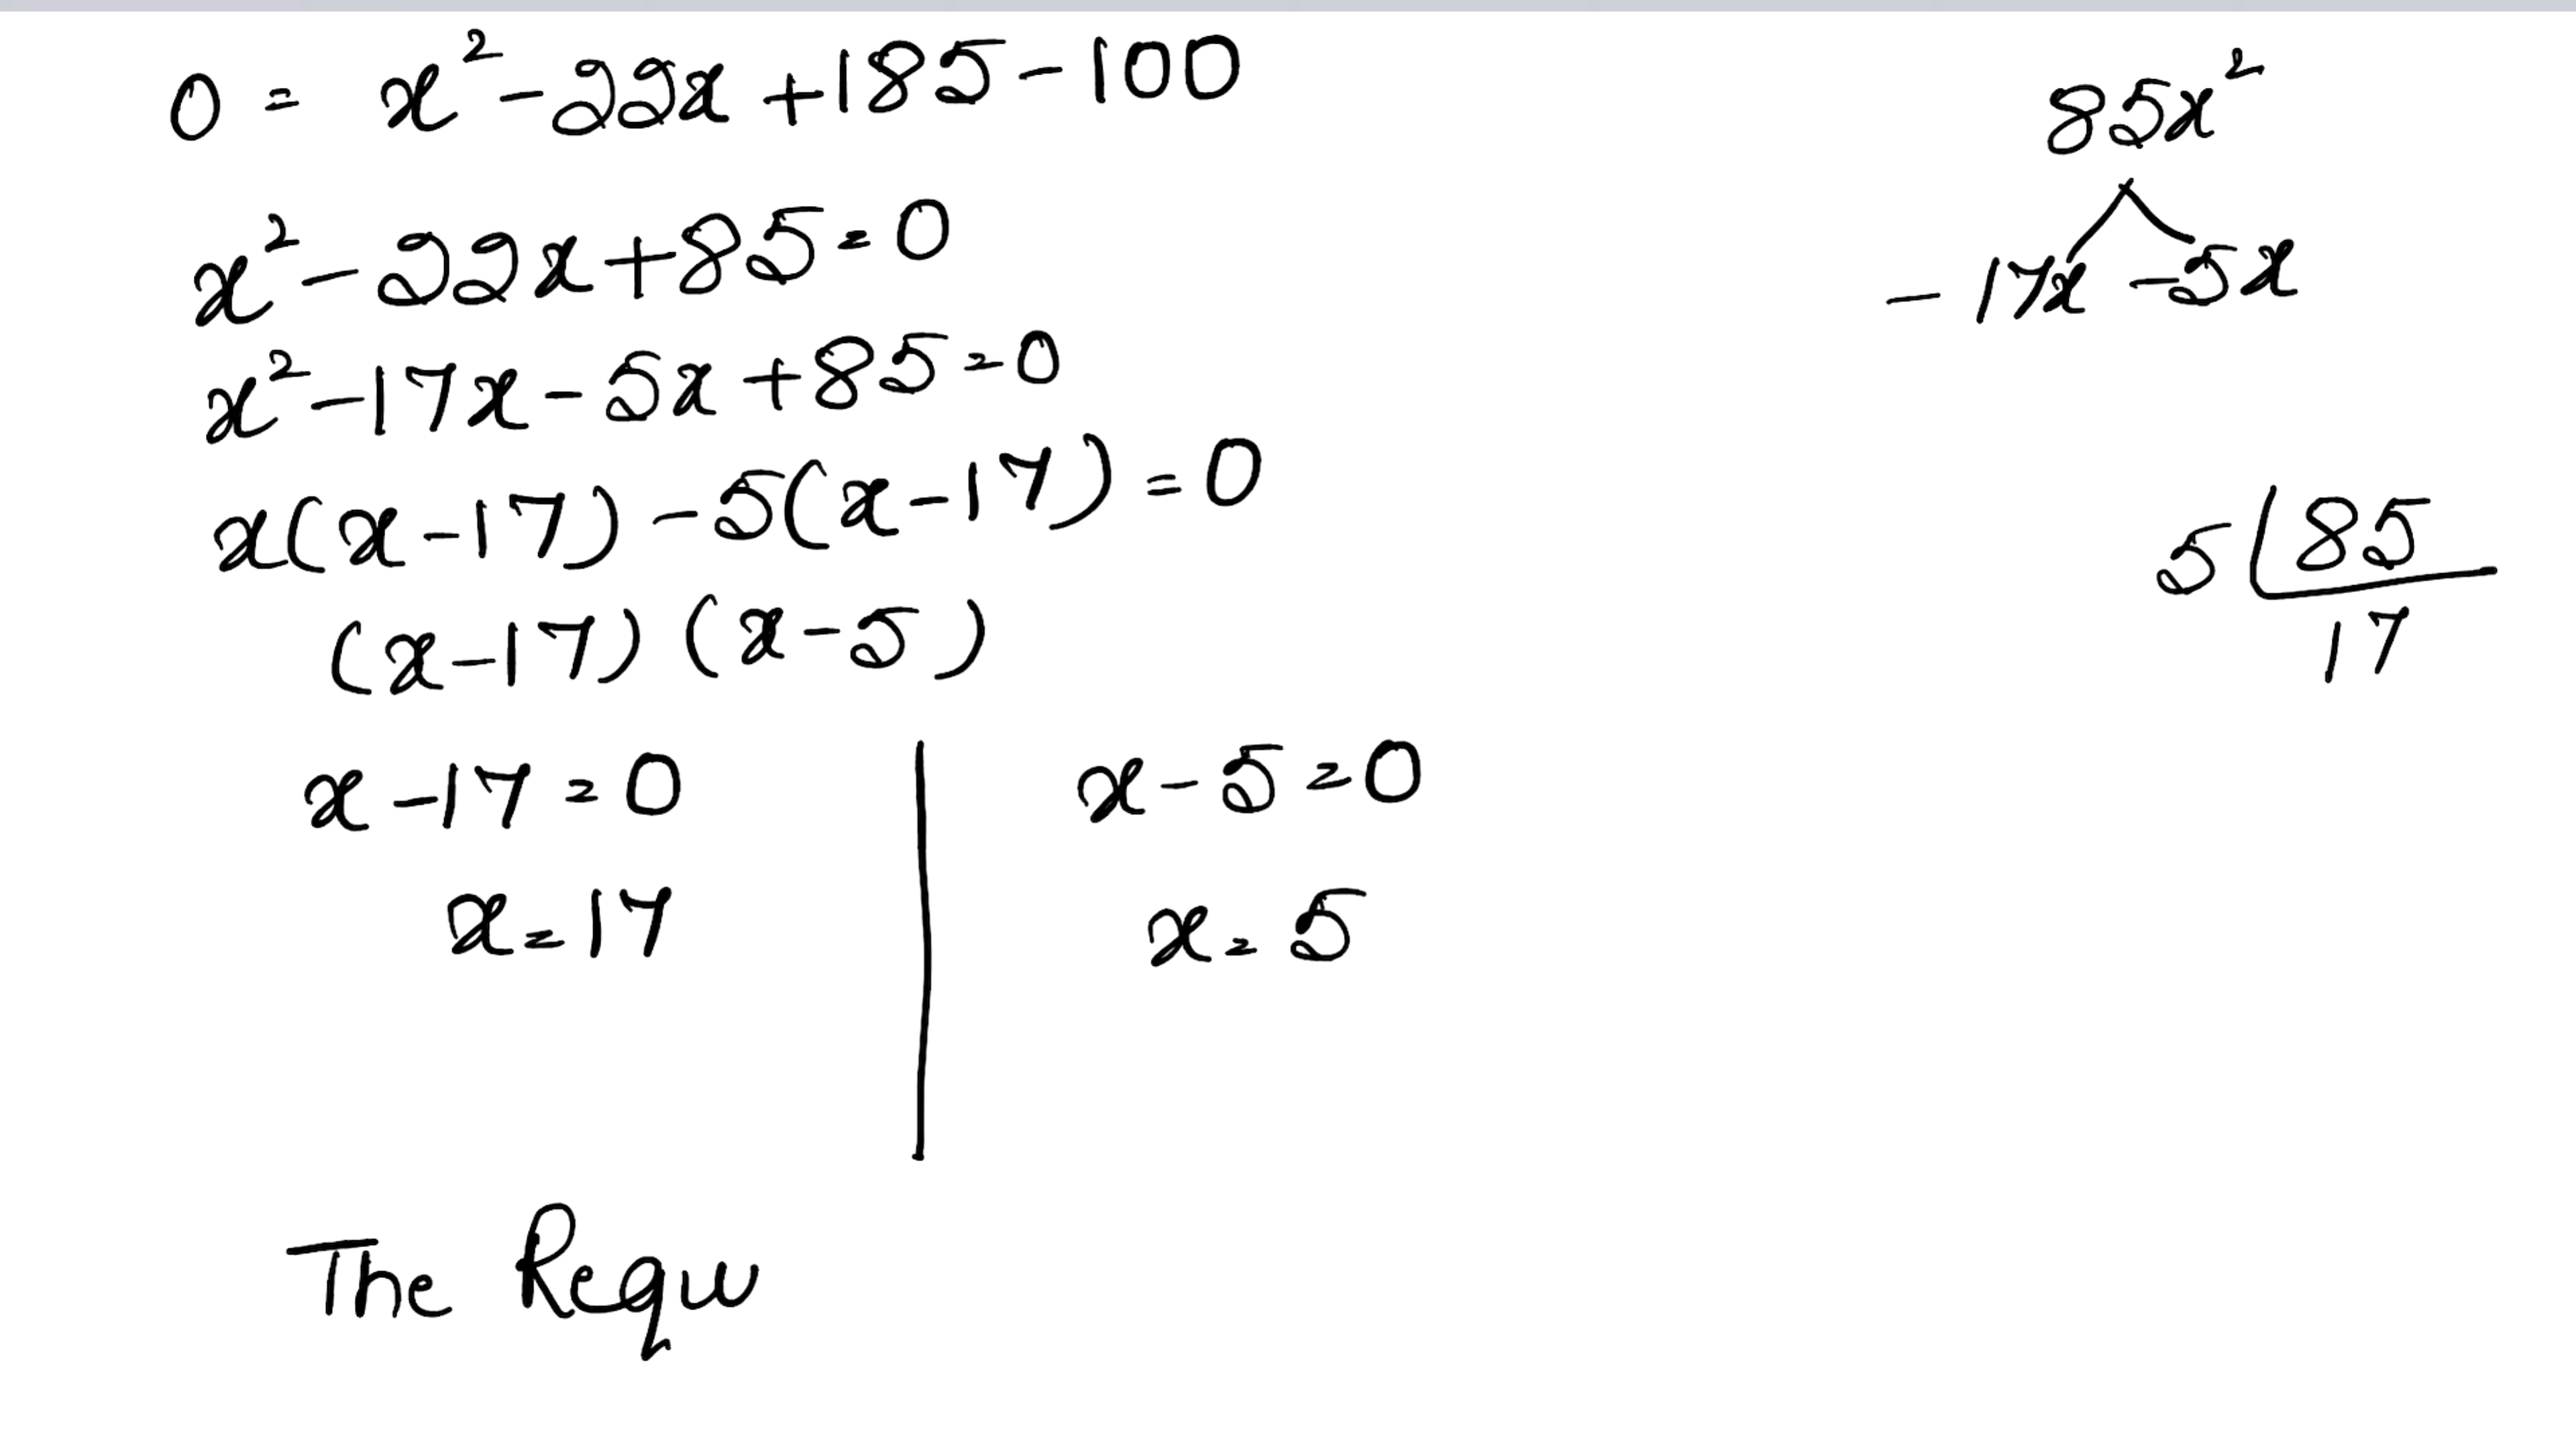 0 = x² - 22x + 185 - 100
x² - 22x + 85 = 0
x² - 17x - 5x + 85 = 0
x(x - 17) - 5(x - 17) = 0
(x - 17) (x - 5)
x - 17 = 0
x = 17
x - 5 = 0
x = 5
The Requ
85x²
- 17x - 5x
5 | 85
17